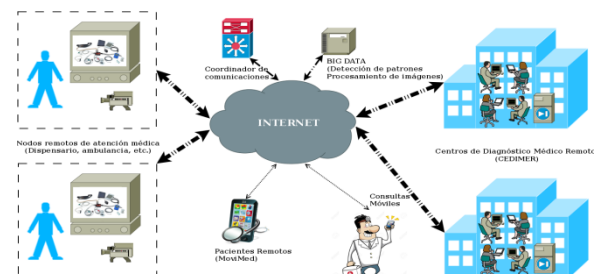 Coordinador de
comunicaciones
BIG DATA
(Detección de patrones
Procesamiento de imágenes)
INTERNET
Nodos remotos de atención médica
(Dispensario, ambulancia, etc.)
Centros de Diagnóstico Médico Remoto
(CEDIMER)
Pacientes Remotos
(MoviMed)
Consultas
Móviles